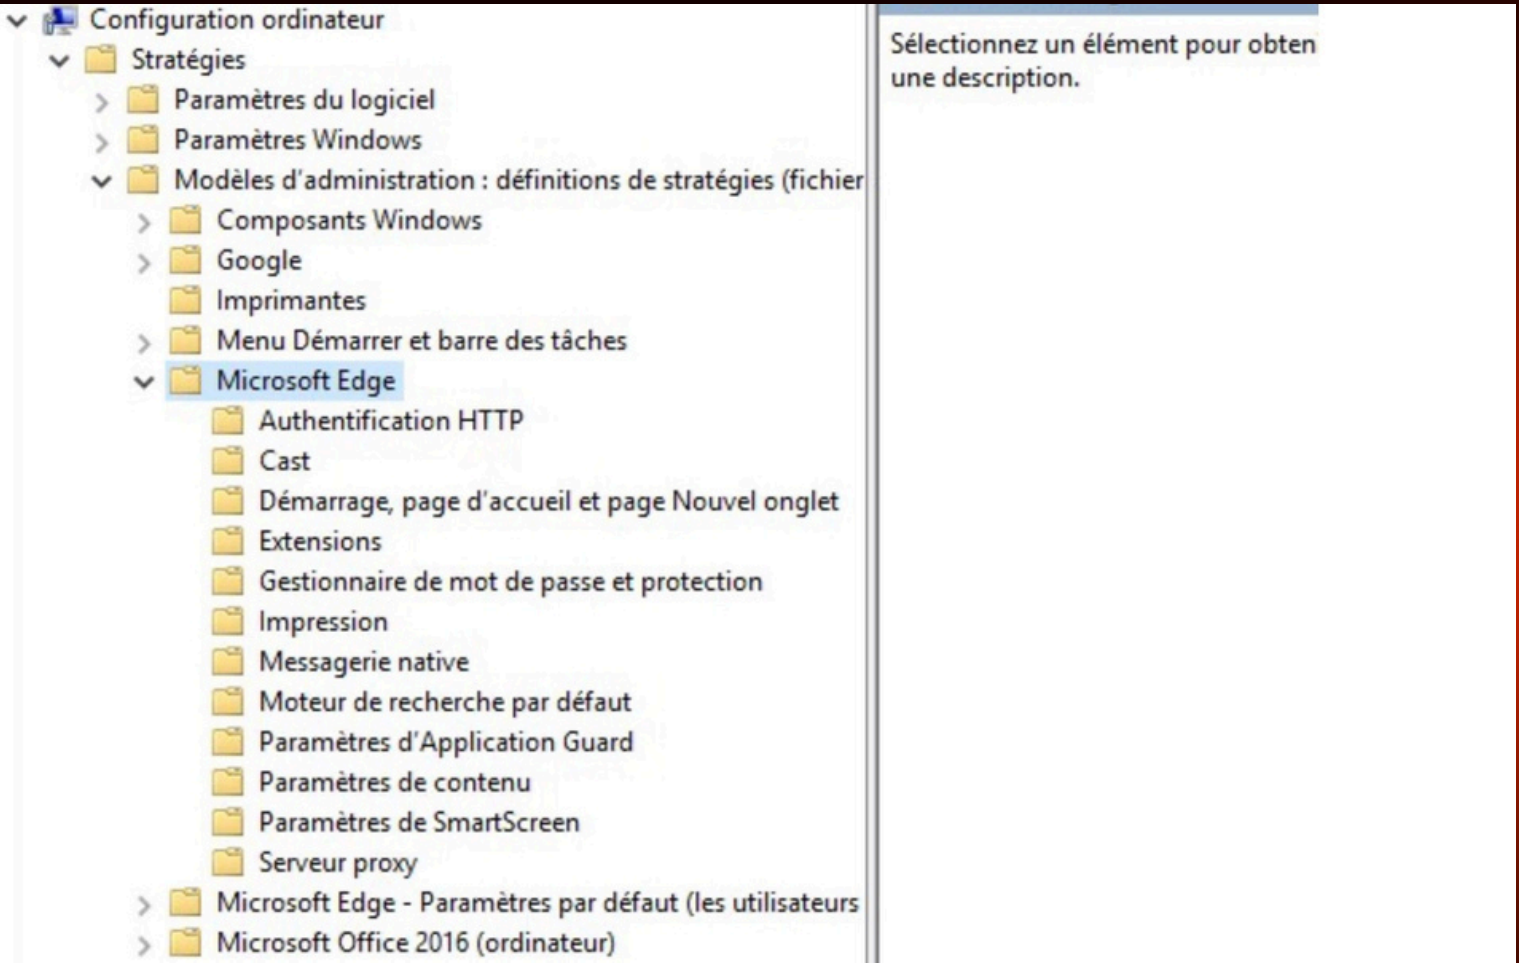 Configuration ordinateur
Stratégies
Paramètres du logiciel
Paramètres Windows
Modèles d'administration : définitions de stratégies (fichier
Composants Windows
Google
Imprimantes
Menu Démarrer et barre des tâches
Microsoft Edge
Authentification HTTP
Cast
Démarrage, page d'accueil et page Nouvel onglet
Extensions
Gestionnaire de mot de passe et protection
Impression
Messagerie native
Moteur de recherche par défaut
Paramètres d'Application Guard
Paramètres de contenu
Paramètres de SmartScreen
Serveur proxy
Microsoft Edge - Paramètres par défaut (les utilisateurs
Microsoft Office 2016 (ordinateur)
Sélectionnez un élément pour obten
une description.